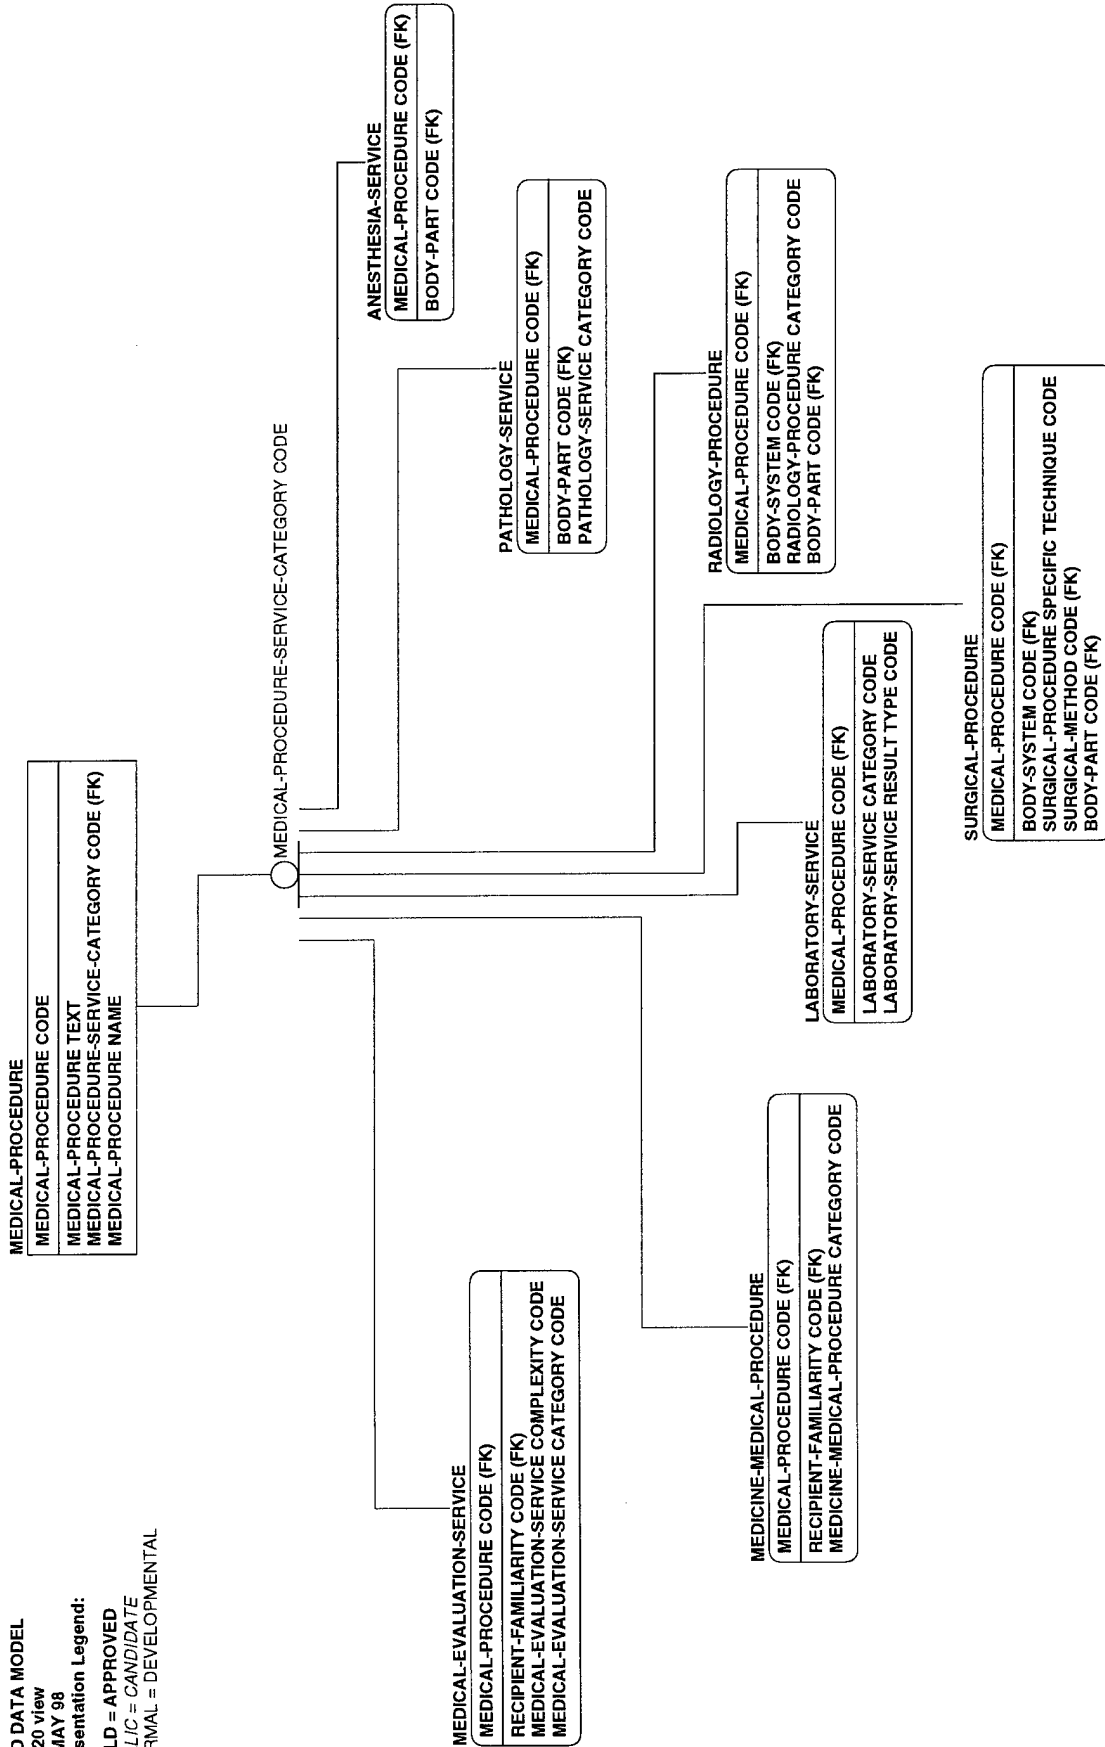 D DATA MODEL
20 view
MAY 98
sentation Legend:
LD = APPROVED
LIC = CANDIDATE
RMAL = DEVELOPMENTAL
MEDICAL-PROCEDURE
MEDICAL-PROCEDURE CODE
MEDICAL-PROCEDURE TEXT
MEDICAL-PROCEDURE-SERVICE-CATEGORY CODE (FK)
MEDICAL-PROCEDURE NAME
MEDICAL-PROCEDURE-SERVICE-CATEGORY CODE
MEDICAL-EVALUATION-SERVICE
MEDICAL-PROCEDURE CODE (FK)
RECIPIENT-FAMILIARITY CODE (FK)
MEDICAL-EVALUATION-SERVICE COMPLEXITY CODE
MEDICAL-EVALUATION-SERVICE CATEGORY CODE
MEDICINE-MEDICAL-PROCEDURE
MEDICAL-PROCEDURE CODE (FK)
RECIPIENT-FAMILIARITY CODE (FK)
MEDICINE-MEDICAL-PROCEDURE CATEGORY CODE
LABORATORY-SERVICE
MEDICAL-PROCEDURE CODE (FK)
LABORATORY-SERVICE CATEGORY CODE
LABORATORY-SERVICE RESULT TYPE CODE
SURGICAL-PROCEDURE
MEDICAL-PROCEDURE CODE (FK)
BODY-SYSTEM CODE (FK)
SURGICAL-PROCEDURE SPECIFIC TECHNIQUE CODE
SURGICAL-METHOD CODE (FK)
BODY-PART CODE (FK)
RADIOLOGY-PROCEDURE
MEDICAL-PROCEDURE CODE (FK)
BODY-SYSTEM CODE (FK)
RADIOLOGY-PROCEDURE CATEGORY CODE
BODY-PART CODE (FK)
PATHOLOGY-SERVICE
MEDICAL-PROCEDURE CODE (FK)
BODY-PART CODE (FK)
PATHOLOGY-SERVICE CATEGORY CODE
ANESTHESIA-SERVICE
MEDICAL-PROCEDURE CODE (FK)
BODY-PART CODE (FK)